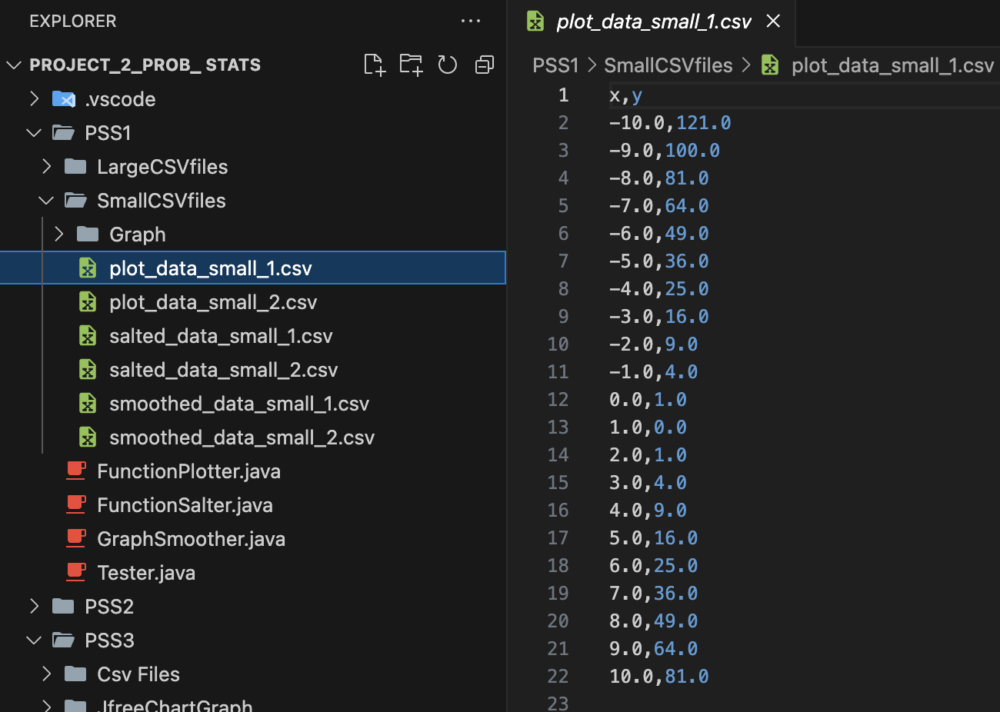 EXPLORER
PROJECT_2_PROB_ STATS
.vscode
PSS1
LargeCSVfiles
SmallCSVfiles
Graph
plot_data_small_1.csv
plot_data_small_2.csv
salted_data_small_1.csv
salted_data_small_2.csv
smoothed_data_small_1.csv
smoothed_data_small_2.csv
FunctionPlotter.java
FunctionSalter.java
GraphSmoother.java
Tester.java
PSS2
PSS3
Csv Files
JfreeChartGraph
plot_data_small_1.csv
PSS1 > SmallCSVfiles > plot_data_small_1.csv
1 x,y
2 -10.0,121.0
3 -9.0,100.0
4 -8.0,81.0
5 -7.0,64.0
6 -6.0,49.0
7 -5.0,36.0
8 -4.0,25.0
9 -3.0,16.0
10 -2.0,9.0
11 -1.0,4.0
12 0.0,1.0
13 1.0,0.0
14 2.0,1.0
15 3.0,4.0
16 4.0,9.0
17 5.0,16.0
18 6.0,25.0
19 7.0,36.0
20 8.0,49.0
21 9.0,64.0
22 10.0,81.0
23